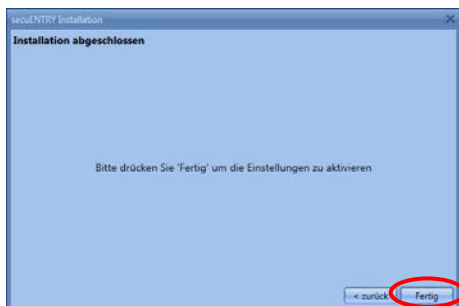 secuENTRY Installation
Installation abgeschlossen
Bitte drücken Sie 'Fertig' um die Einstellungen zu aktivieren
< zurück
Fertig